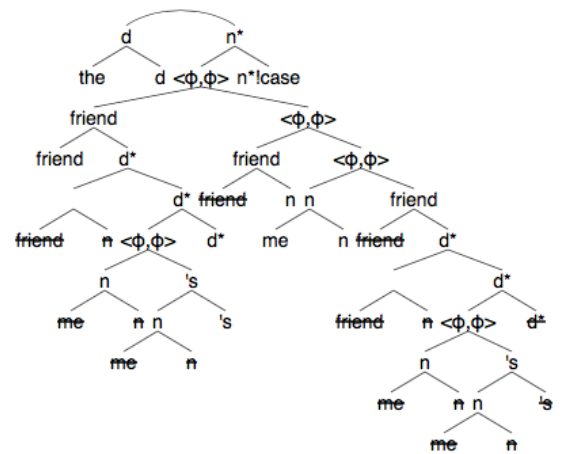 d n*
the d <ϕ,ϕ> n*!case
friend <ϕ,ϕ>
friend d* friend <ϕ,ϕ>
d* friend n n friend
friend n <ϕ,ϕ> d* me n friend d*
n 's d*
me n n 's friend n <ϕ,ϕ> d*
me n n 's
me n n 's
me n